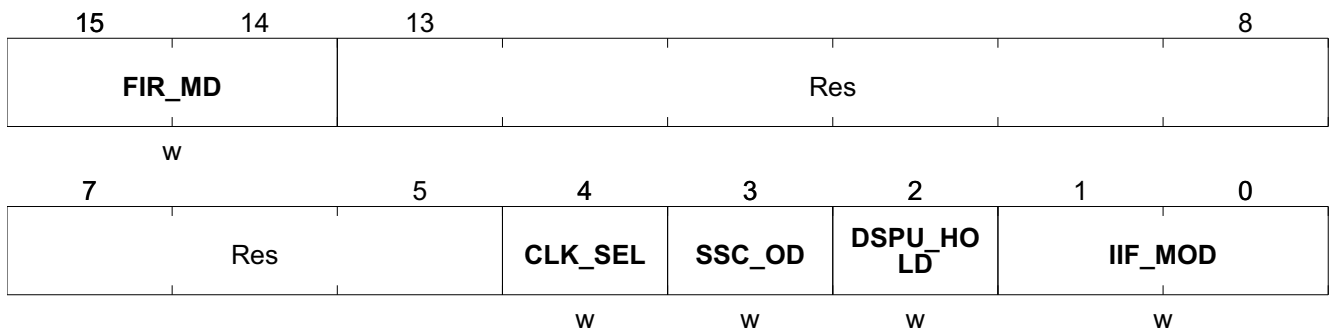 15 14 13 8
FIR_MD Res
w
7 5 4 3 2 1 0
Res CLK_SEL SSC_OD DSPU_HO
LD IIF_MOD
w w w w